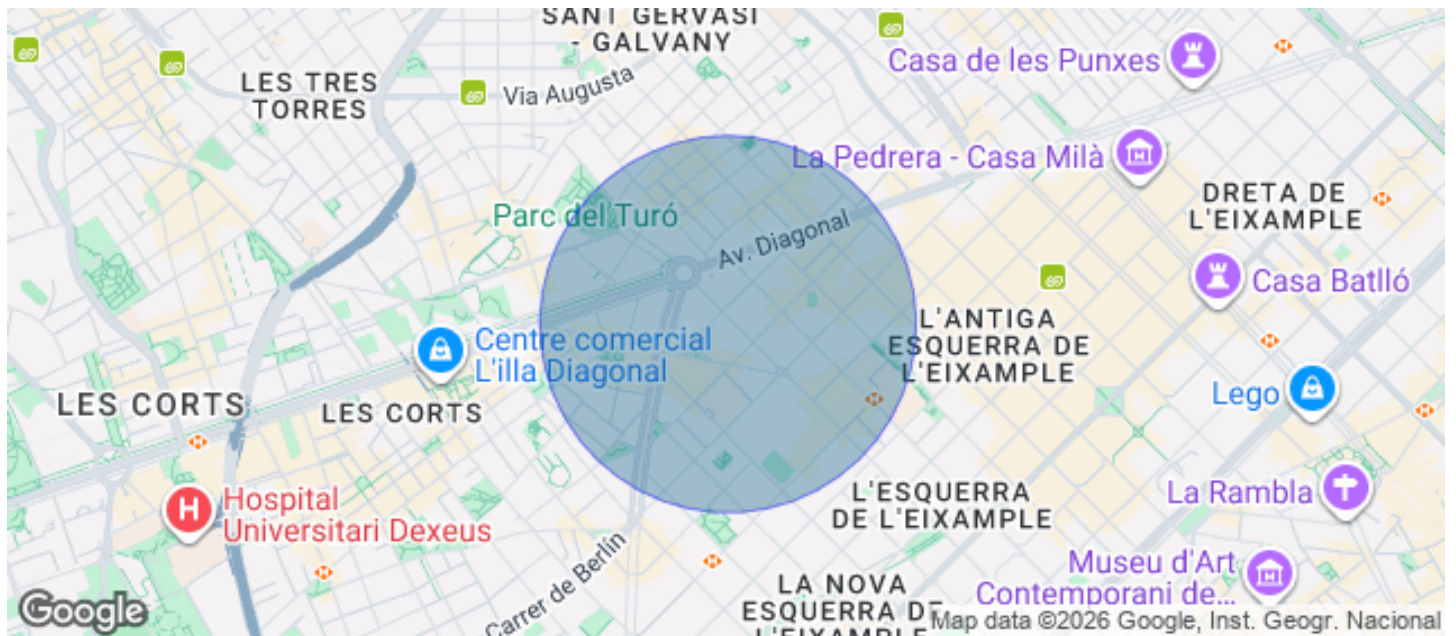 SANT GERVASI
- GALVANY
Casa de les Punxes
LES TRES
TORRES
Via Augusta
La Pedrera - Casa Milà
DRETA DE
L'EIXAMPLE
Parc del Turó
Av. Diagonal
Casa Batlló
L'ANTIGA
ESQUERRA DE
L'EIXAMPLE
Centre comercial
L'illa Diagonal
LES CORTS
LES CORTS
Lego
Hospital
Universitari Dexeus
L'ESQUERRA
DE L'EIXAMPLE
La Rambla
Carrer de Berlín
Museu d'Art
Contemporani de...
LA NOVA
ESQUERRA DE
L'EIXAMPLE
Google
Map data ©2026 Google, Inst. Geogr. Nacional